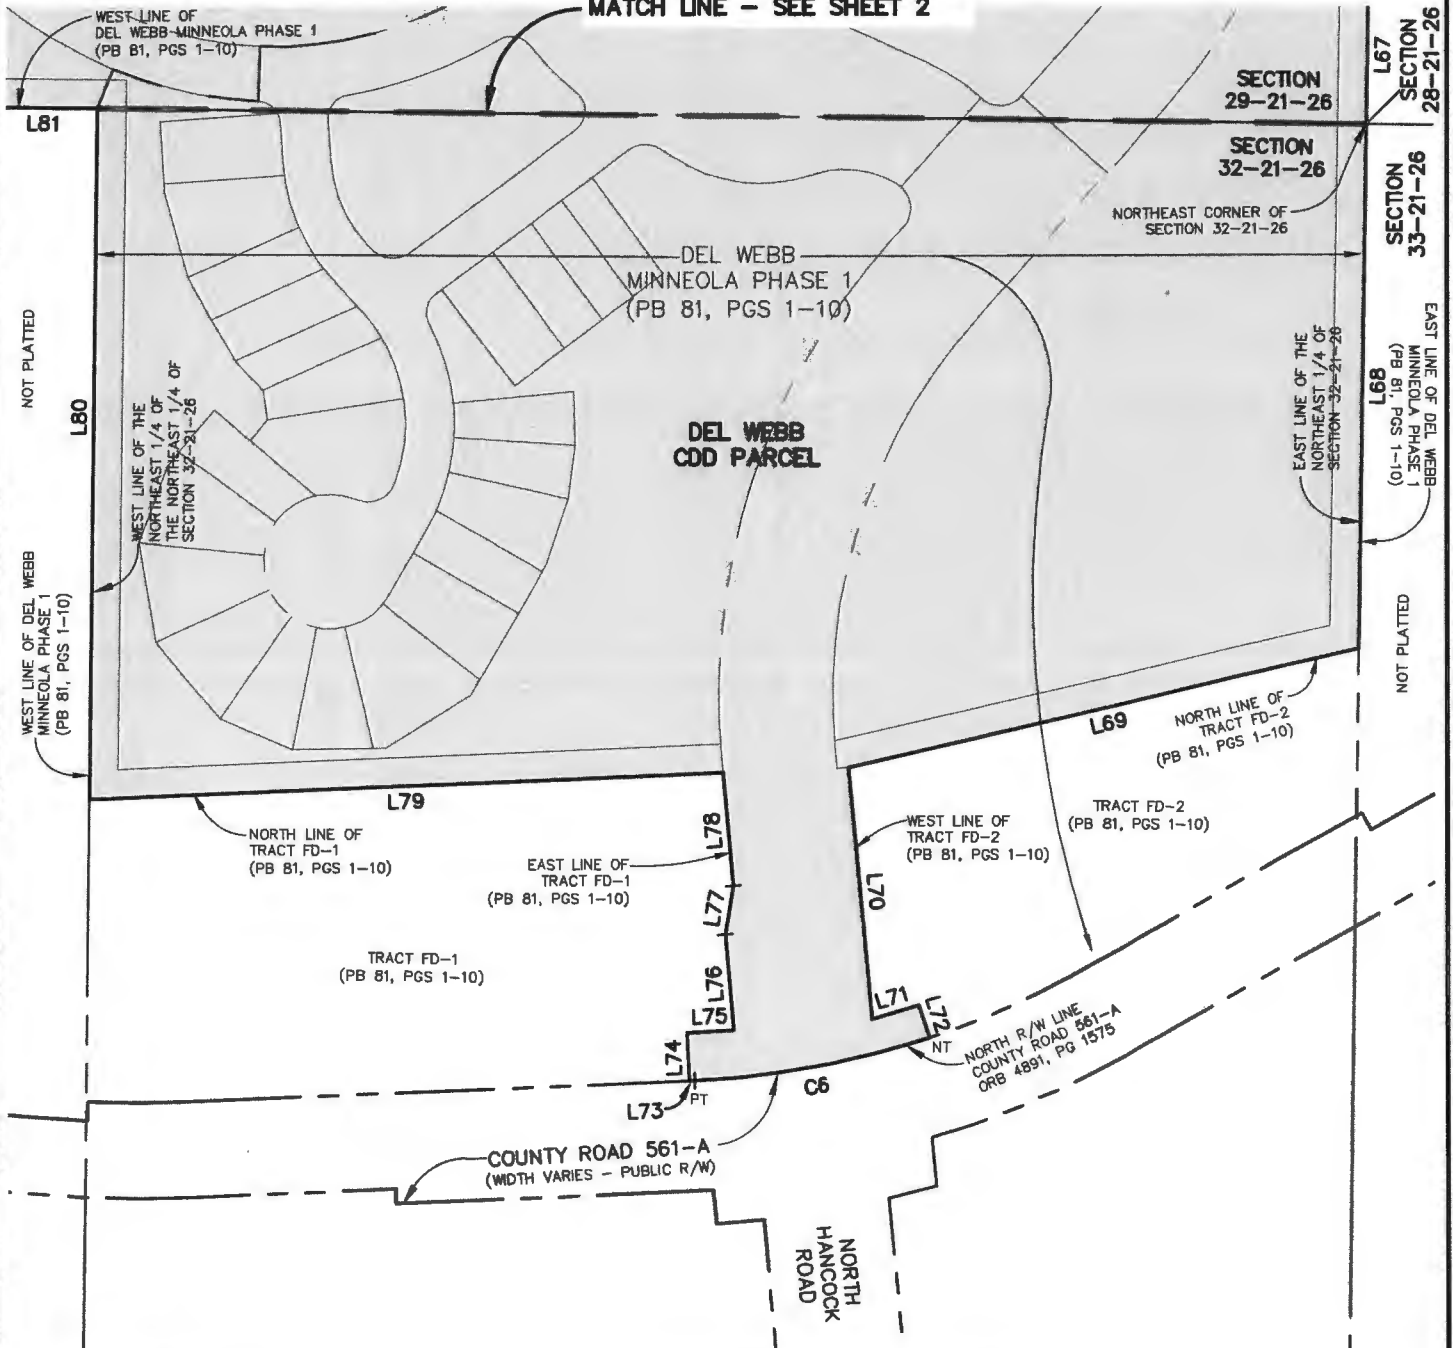 MATCH LINE – SEE SHEET 2
WEST LINE OF
DEL WEBB-MINNEOLA PHASE 1
(PB 81, PGS 1–10)
L81
SECTION
29–21–26
L67
SECTION
28–21–26
SECTION
32–21–26
SECTION
33–21–26
NORTHEAST CORNER OF
SECTION 32–21–26
DEL WEBB
MINNEOLA PHASE 1
(PB 81, PGS 1–10)
NOT PLATTED
L80
WEST LINE OF THE
NORTHEAST 1/4 OF
THE NORTHEAST 1/4 OF
SECTION 32–21–26
DEL WEBB
CDD PARCEL
EAST LINE OF THE
NORTHEAST 1/4 OF
SECTION 32–21–26
L68
EAST LINE OF DEL WEBB
MINNEOLA PHASE 1
(PB 81, PGS 1–10)
WEST LINE OF DEL WEBB
MINNEOLA PHASE 1
(PB 81, PGS 1–10)
NOT PLATTED
L69
NORTH LINE OF
TRACT FD–2
(PB 81, PGS 1–10)
L79
NORTH LINE OF
TRACT FD–1
(PB 81, PGS 1–10)
L78
EAST LINE OF
TRACT FD–1
(PB 81, PGS 1–10)
WEST LINE OF
TRACT FD–2
(PB 81, PGS 1–10)
TRACT FD–2
(PB 81, PGS 1–10)
L70
L77
TRACT FD–1
(PB 81, PGS 1–10)
L76
L75
L71
L72
L74
NT
NORTH R/W LINE
COUNTY ROAD 561–A
ORB 4891, PG 1575
L73
PT
C6
COUNTY ROAD 561–A
(WIDTH VARIES – PUBLIC R/W)
NORTH
HANCOCK
ROAD